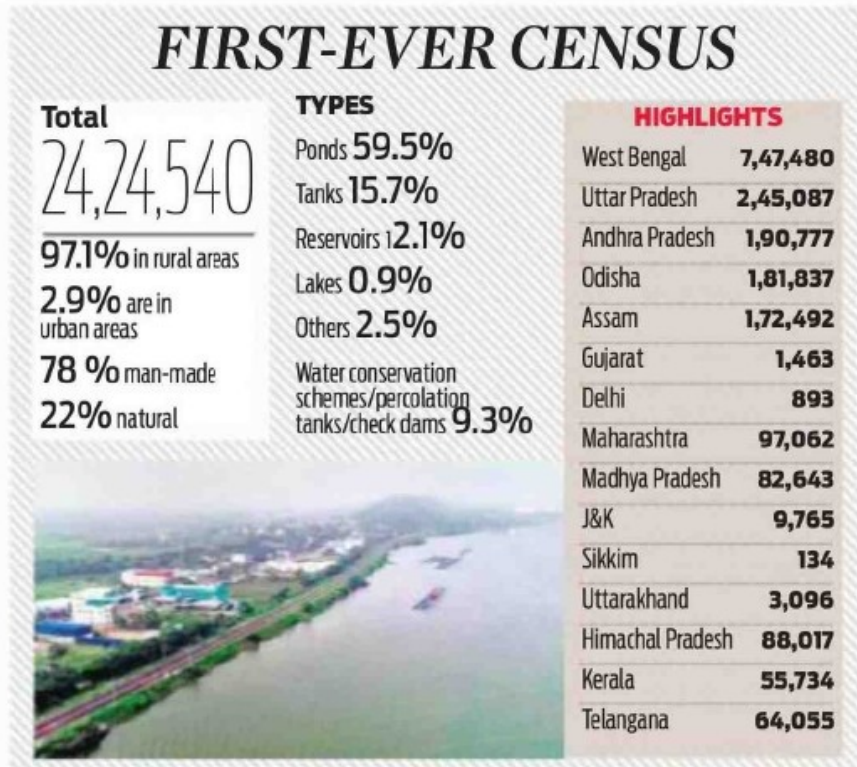 FIRST-EVER CENSUS
Total
24,24,540
97.1% in rural areas
2.9% are in
urban areas
78 % man-made
22% natural
TYPES
Ponds 59.5%
Tanks 15.7%
Reservoirs 12.1%
Lakes 0.9%
Others 2.5%
Water conservation
schemes/percolation
tanks/check dams 9.3%
HIGHLIGHTS
West Bengal 7,47,480
Uttar Pradesh 2,45,087
Andhra Pradesh 1,90,777
Odisha 1,81,837
Assam 1,72,492
Gujarat 1,463
Delhi 893
Maharashtra 97,062
Madhya Pradesh 82,643
J&K 9,765
Sikkim 134
Uttarakhand 3,096
Himachal Pradesh 88,017
Kerala 55,734
Telangana 64,055